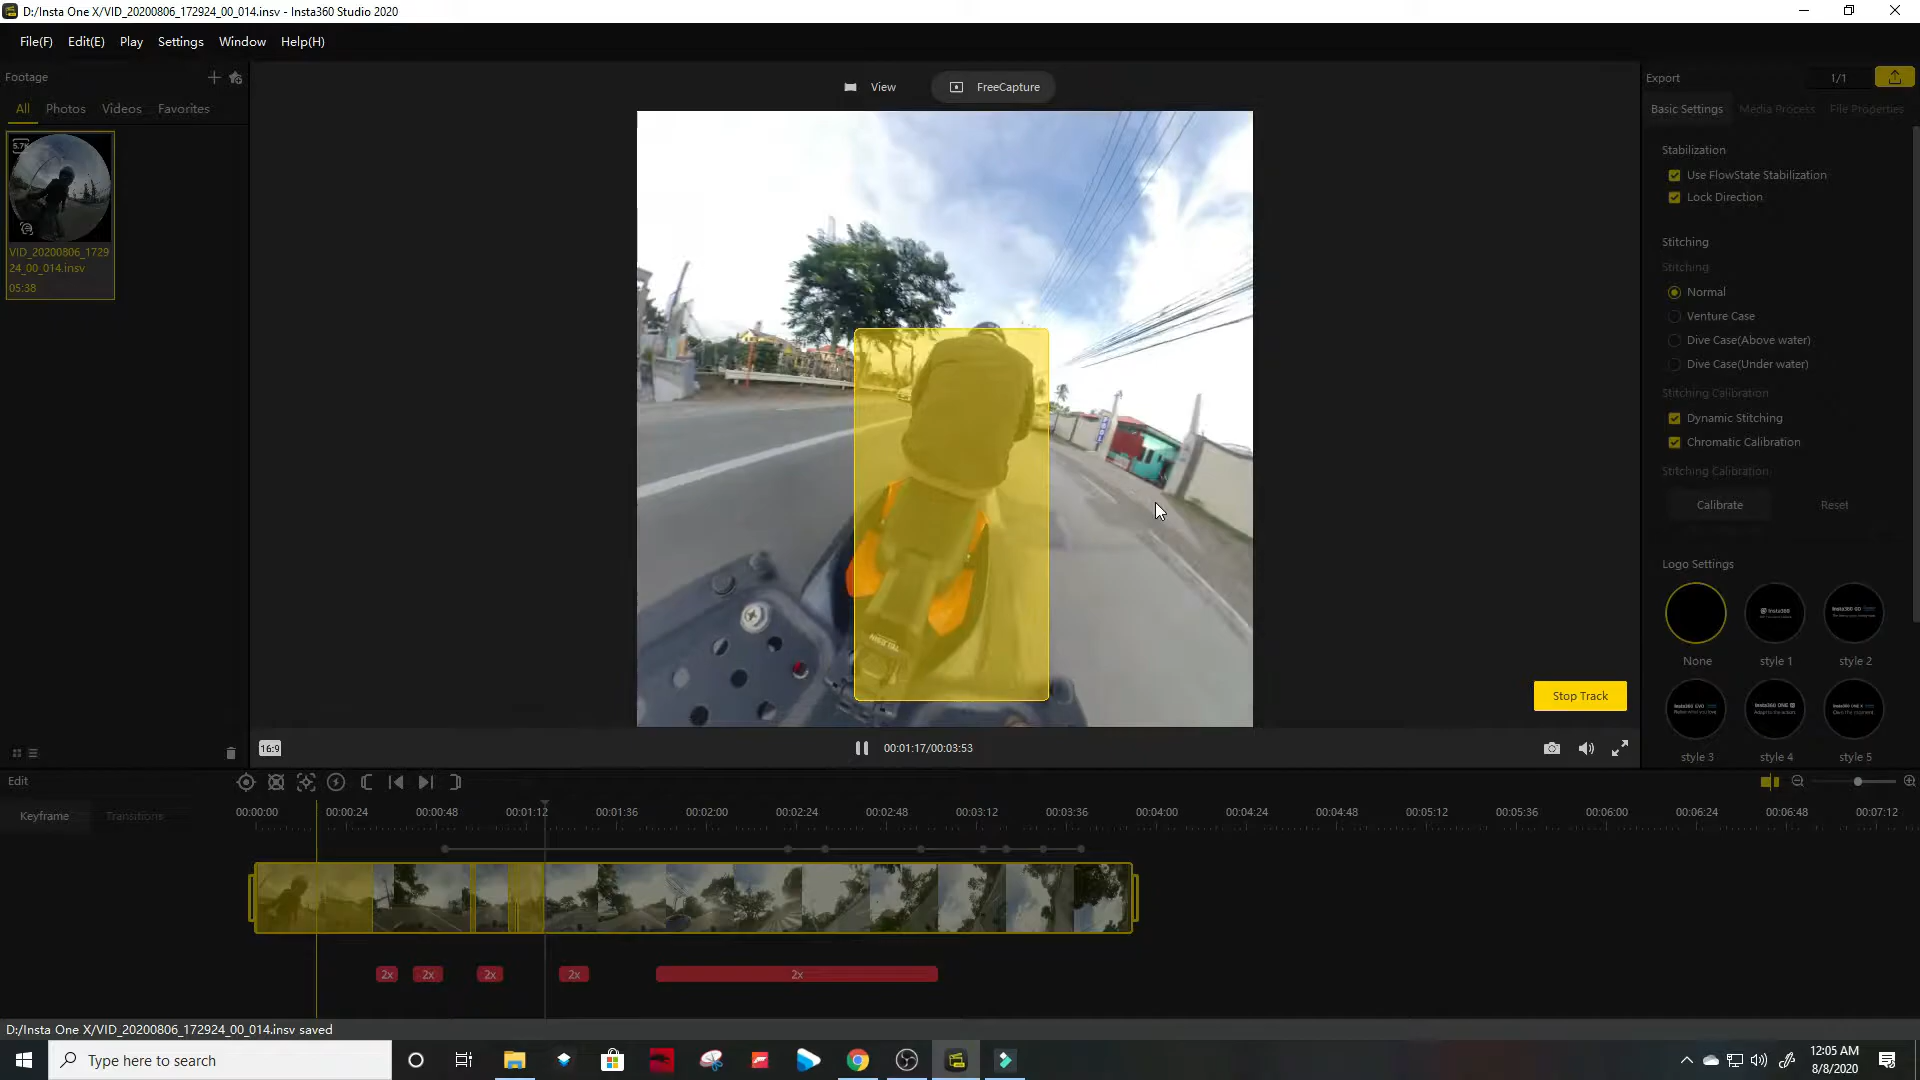 D:/Insta One X/VID_20200806_172924_00_014.insv - Insta360 Studio 2020
File(F) Edit(E) Play Settings Window Help(H)
Footage
All Photos Videos Favorites
5.7K
VID_20200806_1729
24_00_014.insv
05:38
View FreeCapture
Export 1/1
Basic Settings Media Process File Properties
Stabilization
Use FlowState Stabilization
Lock Direction
Stitching
Stitching
Normal
Venture Case
Dive Case(Above water)
Dive Case(Under water)
Stitching Calibration
Dynamic Stitching
Chromatic Calibration
Stitching Calibration
Calibrate Reset
Logo Settings
None style 1 style 2
style 3 style 4 style 5
Stop Track
16:9
00:01:17/00:03:53
Edit
Keyframe Transitions
00:00:00 00:00:24 00:00:48 00:01:12 00:01:36 00:02:00 00:02:24 00:02:48 00:03:12 00:03:36 00:04:00 00:04:24 00:04:48 00:05:12 00:05:36 00:06:00 00:06:24 00:06:48 00:07:12
2x 2x 2x 2x 2x
D:/Insta One X/VID_20200806_172924_00_014.insv saved
Type here to search
12:05 AM
8/8/2020